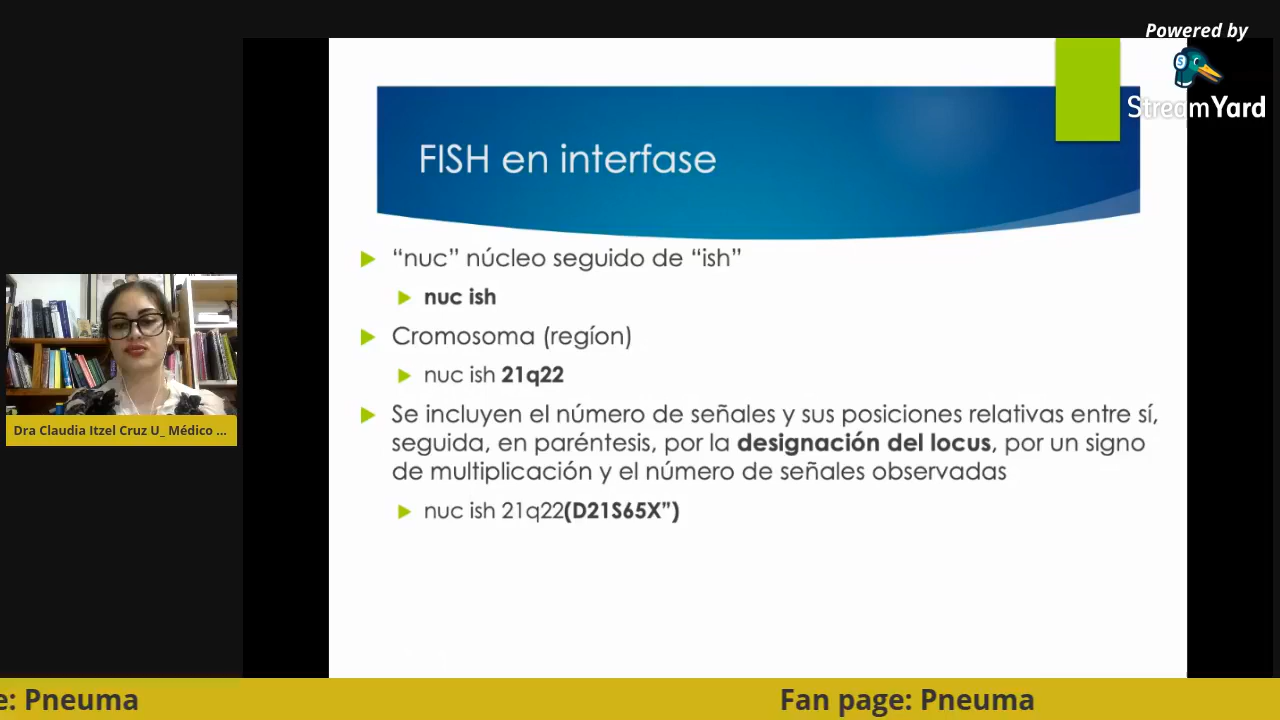 Powered by
StreamYard
FISH en interfase
“nuc” núcleo seguido de “ish”
nuc ish
Cromosoma (regíon)
nuc ish 21q22
Se incluyen el número de señales y sus posiciones relativas entre sí,
seguida, en paréntesis, por la designación del locus, por un signo
de multiplicación y el número de señales observadas
nuc ish 21q22(D21S65X”)
Dra Claudia Itzel Cruz U_ Médico ...
e: Pneuma
Fan page: Pneuma